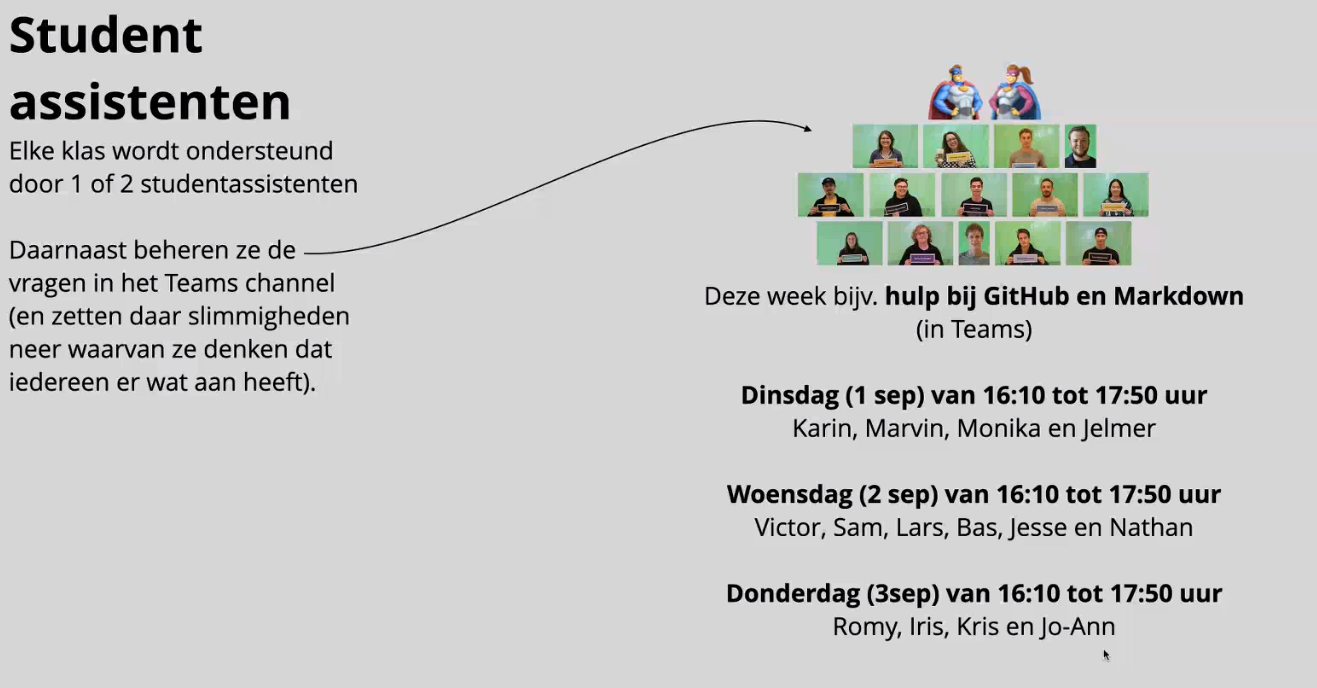 Student
assistenten
Elke klas wordt ondersteund
door 1 of 2 studentassistenten
Daarnaast beheren ze de
vragen in het Teams channel
(en zetten daar slimmigheden
neer waarvan ze denken dat
iedereen er wat aan heeft).
Deze week bijv. hulp bij GitHub en Markdown
(in Teams)
Dinsdag (1 sep) van 16:10 tot 17:50 uur
Karin, Marvin, Monika en Jelmer
Woensdag (2 sep) van 16:10 tot 17:50 uur
Victor, Sam, Lars, Bas, Jesse en Nathan
Donderdag (3sep) van 16:10 tot 17:50 uur
Romy, Iris, Kris en Jo-Ann